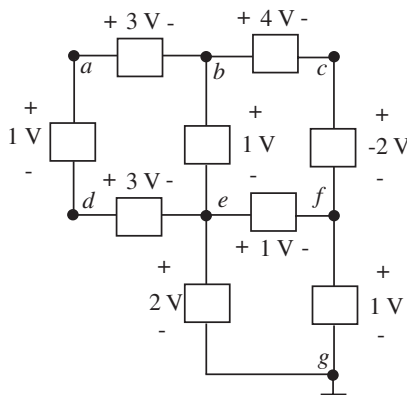 + 3 V - + 4 V -
a b c
+ + +
1 V 1 V -2 V
- - -
+ 3 V -
d e f
+ 1 V -
+ +
2 V 1 V
- -
g